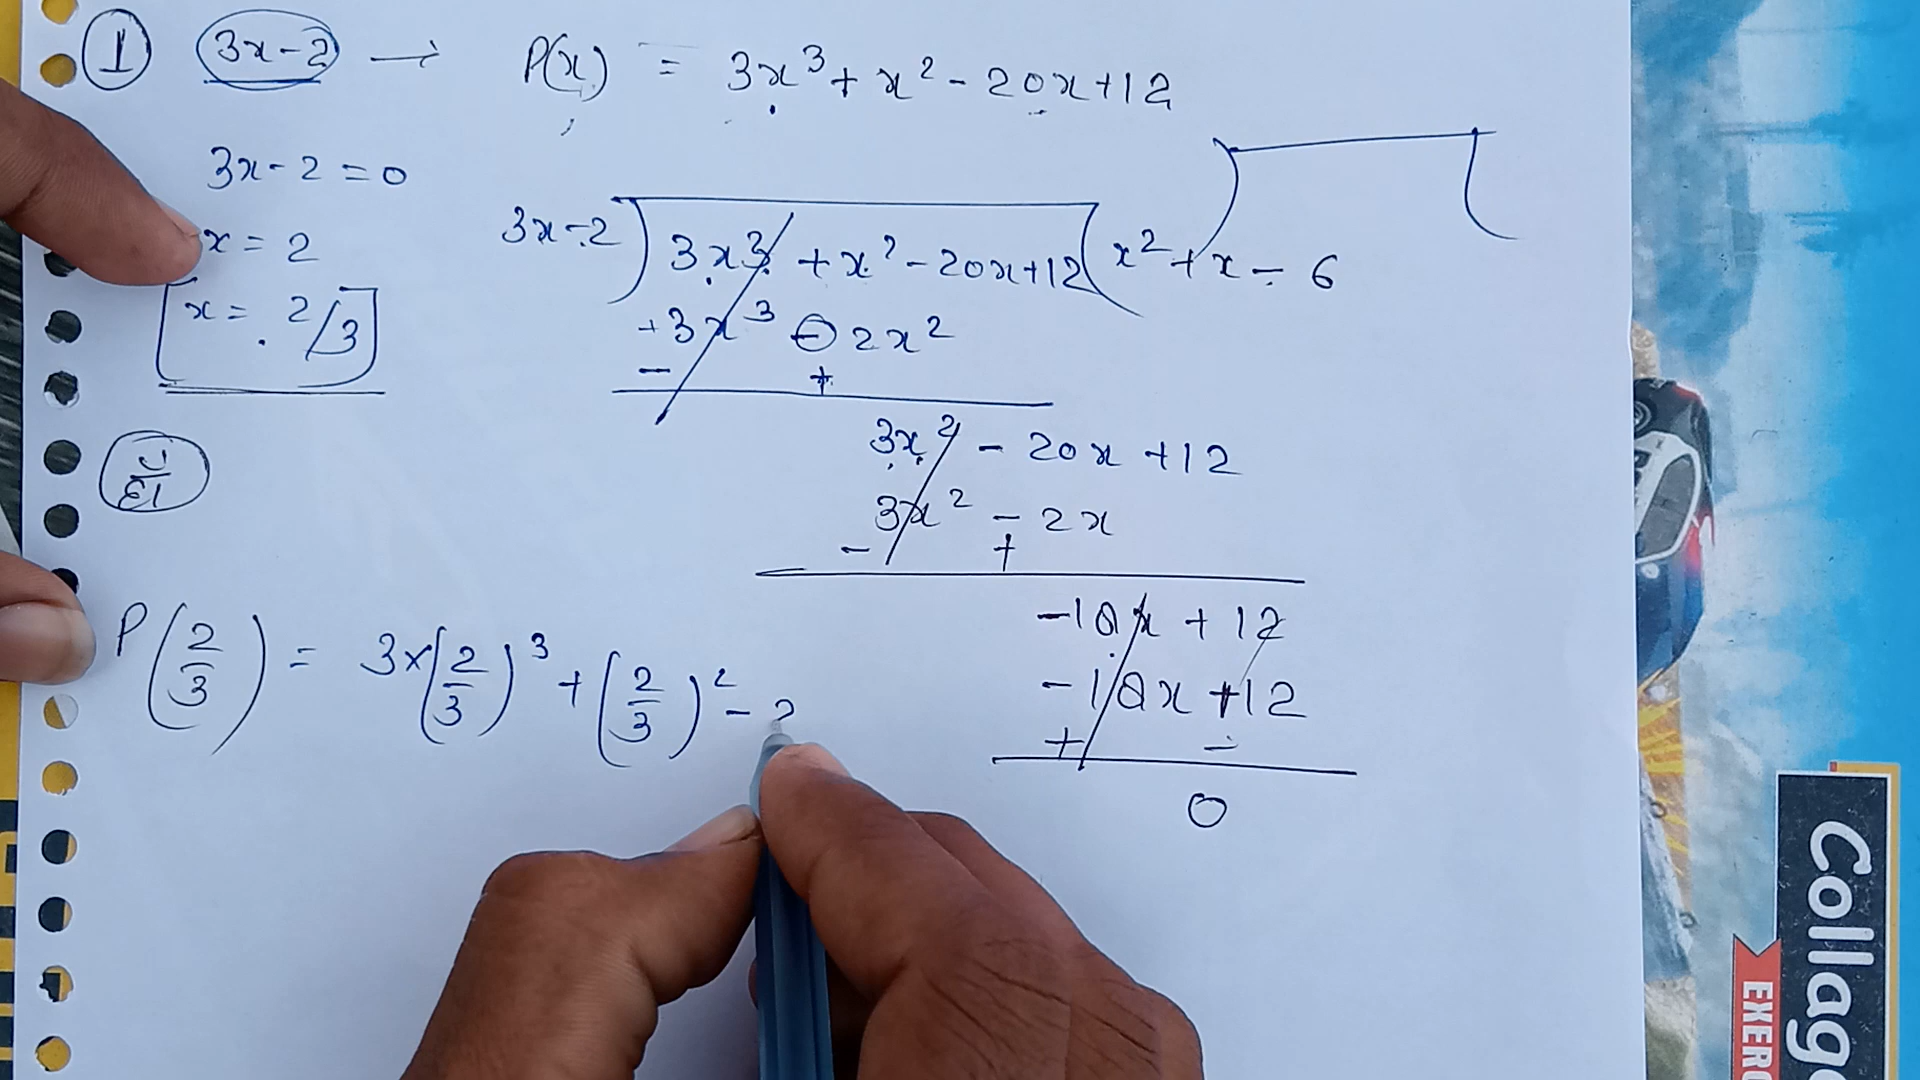 1 3x-2 → P(x) = 3x³ + x² - 20x + 12
3x - 2 = 0
x = 2
x = 2/3
3x-2 ) 3x³ + x² - 20x + 12 ( x² + x - 6
+3x³ - 2x²
- +
3x² - 20x + 12
3x² - 2x
- +
-18x + 12
-18x + 12
+ -
0
P(2/3) = 3×(2/3)³ + (2/3)² - 2
Collag
EXERC